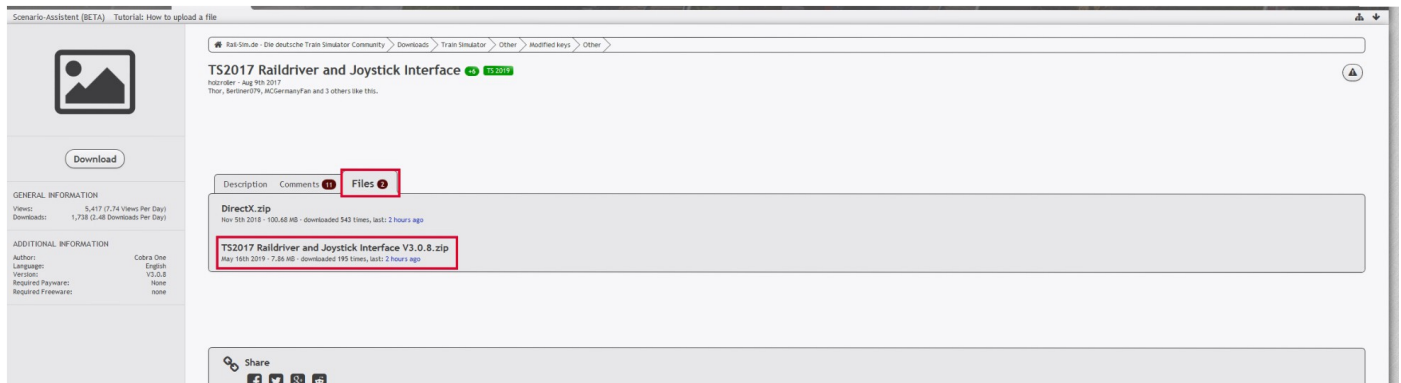 Scenario-Assistent (BETA) Tutorial: How to upload a file
Rail-Sim.de - Die deutsche Train Simulator Community Downloads Train Simulator Other Modified keys Other
TS2017 Raildriver and Joystick Interface +6 TS 2019
holzroller - Aug 9th 2017
Thor, Berliner079, MCGermanyFan and 3 others like this.
Download
Description Comments 11 Files 2
GENERAL INFORMATION
Views: 5,417 (7.74 Views Per Day)
Downloads: 1,738 (2.48 Downloads Per Day)
DirectX.zip
Nov 5th 2018 - 100.68 MB - downloaded 543 times, last: 2 hours ago
ADDITIONAL INFORMATION
Author: Cobra One
Language: English
Version: V3.0.8
Required Payware: None
Required Freeware: none
TS2017 Raildriver and Joystick Interface V3.0.8.zip
May 16th 2019 - 7.86 MB - downloaded 195 times, last: 2 hours ago
Share